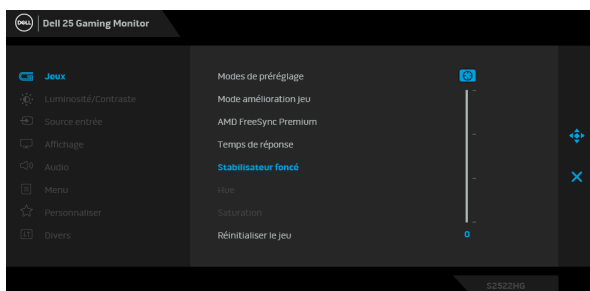 DELL
Dell 25 Gaming Monitor
Jeux
Luminosité/Contraste
Source entrée
Affichage
Audio
Menu
Personnaliser
Divers
Modes de préréglage
Mode amélioration jeu
AMD FreeSync Premium
Temps de réponse
Stabilisateur foncé
Hue
Saturation
Réinitialiser le jeu
0
S2522HG